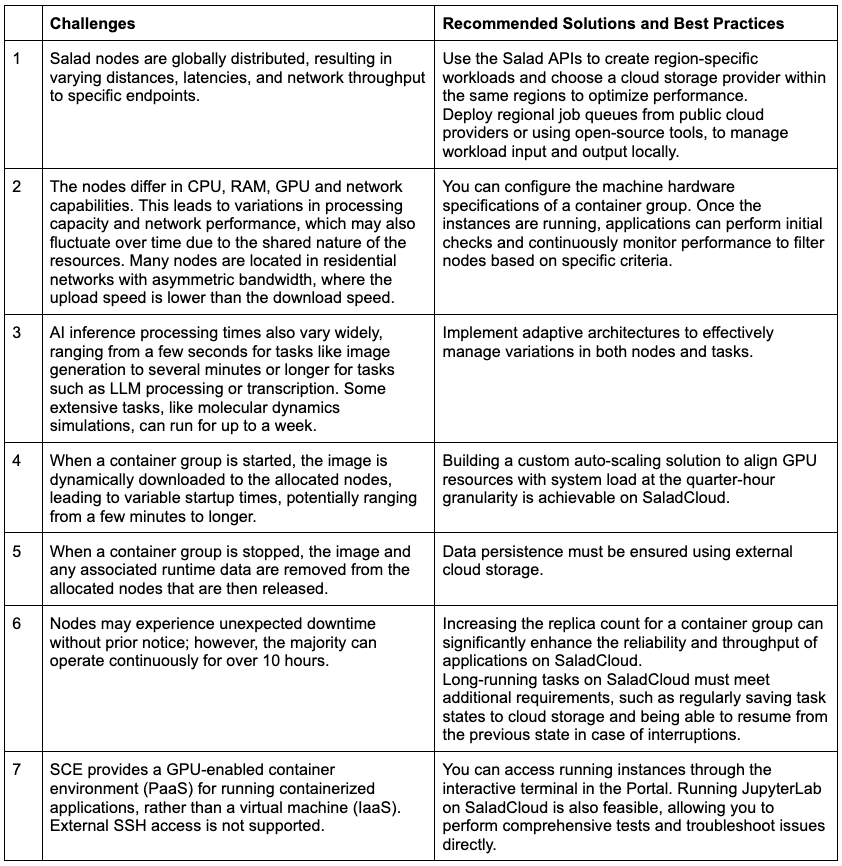 Challenges
Recommended Solutions and Best Practices
1
Salad nodes are globally distributed, resulting in
varying distances, latencies, and network throughput
to specific endpoints.
Use the Salad APIs to create region-specific
workloads and choose a cloud storage provider within
the same regions to optimize performance.
Deploy regional job queues from public cloud
providers or using open-source tools, to manage
workload input and output locally.
2
The nodes differ in CPU, RAM, GPU and network
capabilities. This leads to variations in processing
capacity and network performance, which may also
fluctuate over time due to the shared nature of the
resources. Many nodes are located in residential
networks with asymmetric bandwidth, where the
upload speed is lower than the download speed.
You can configure the machine hardware
specifications of a container group. Once the
instances are running, applications can perform initial
checks and continuously monitor performance to filter
nodes based on specific criteria.
3
AI inference processing times also vary widely,
ranging from a few seconds for tasks like image
generation to several minutes or longer for tasks
such as LLM processing or transcription. Some
extensive tasks, like molecular dynamics
simulations, can run for up to a week.
Implement adaptive architectures to effectively
manage variations in both nodes and tasks.
4
When a container group is started, the image is
dynamically downloaded to the allocated nodes,
leading to variable startup times, potentially ranging
from a few minutes to longer.
Building a custom auto-scaling solution to align GPU
resources with system load at the quarter-hour
granularity is achievable on SaladCloud.
5
When a container group is stopped, the image and
any associated runtime data are removed from the
allocated nodes that are then released.
Data persistence must be ensured using external
cloud storage.
6
Nodes may experience unexpected downtime
without prior notice; however, the majority can
operate continuously for over 10 hours.
Increasing the replica count for a container group can
significantly enhance the reliability and throughput of
applications on SaladCloud.
Long-running tasks on SaladCloud must meet
additional requirements, such as regularly saving task
states to cloud storage and being able to resume from
the previous state in case of interruptions.
7
SCE provides a GPU-enabled container
environment (PaaS) for running containerized
applications, rather than a virtual machine (IaaS).
External SSH access is not supported.
You can access running instances through the
interactive terminal in the Portal. Running JupyterLab
on SaladCloud is also feasible, allowing you to
perform comprehensive tests and troubleshoot issues
directly.